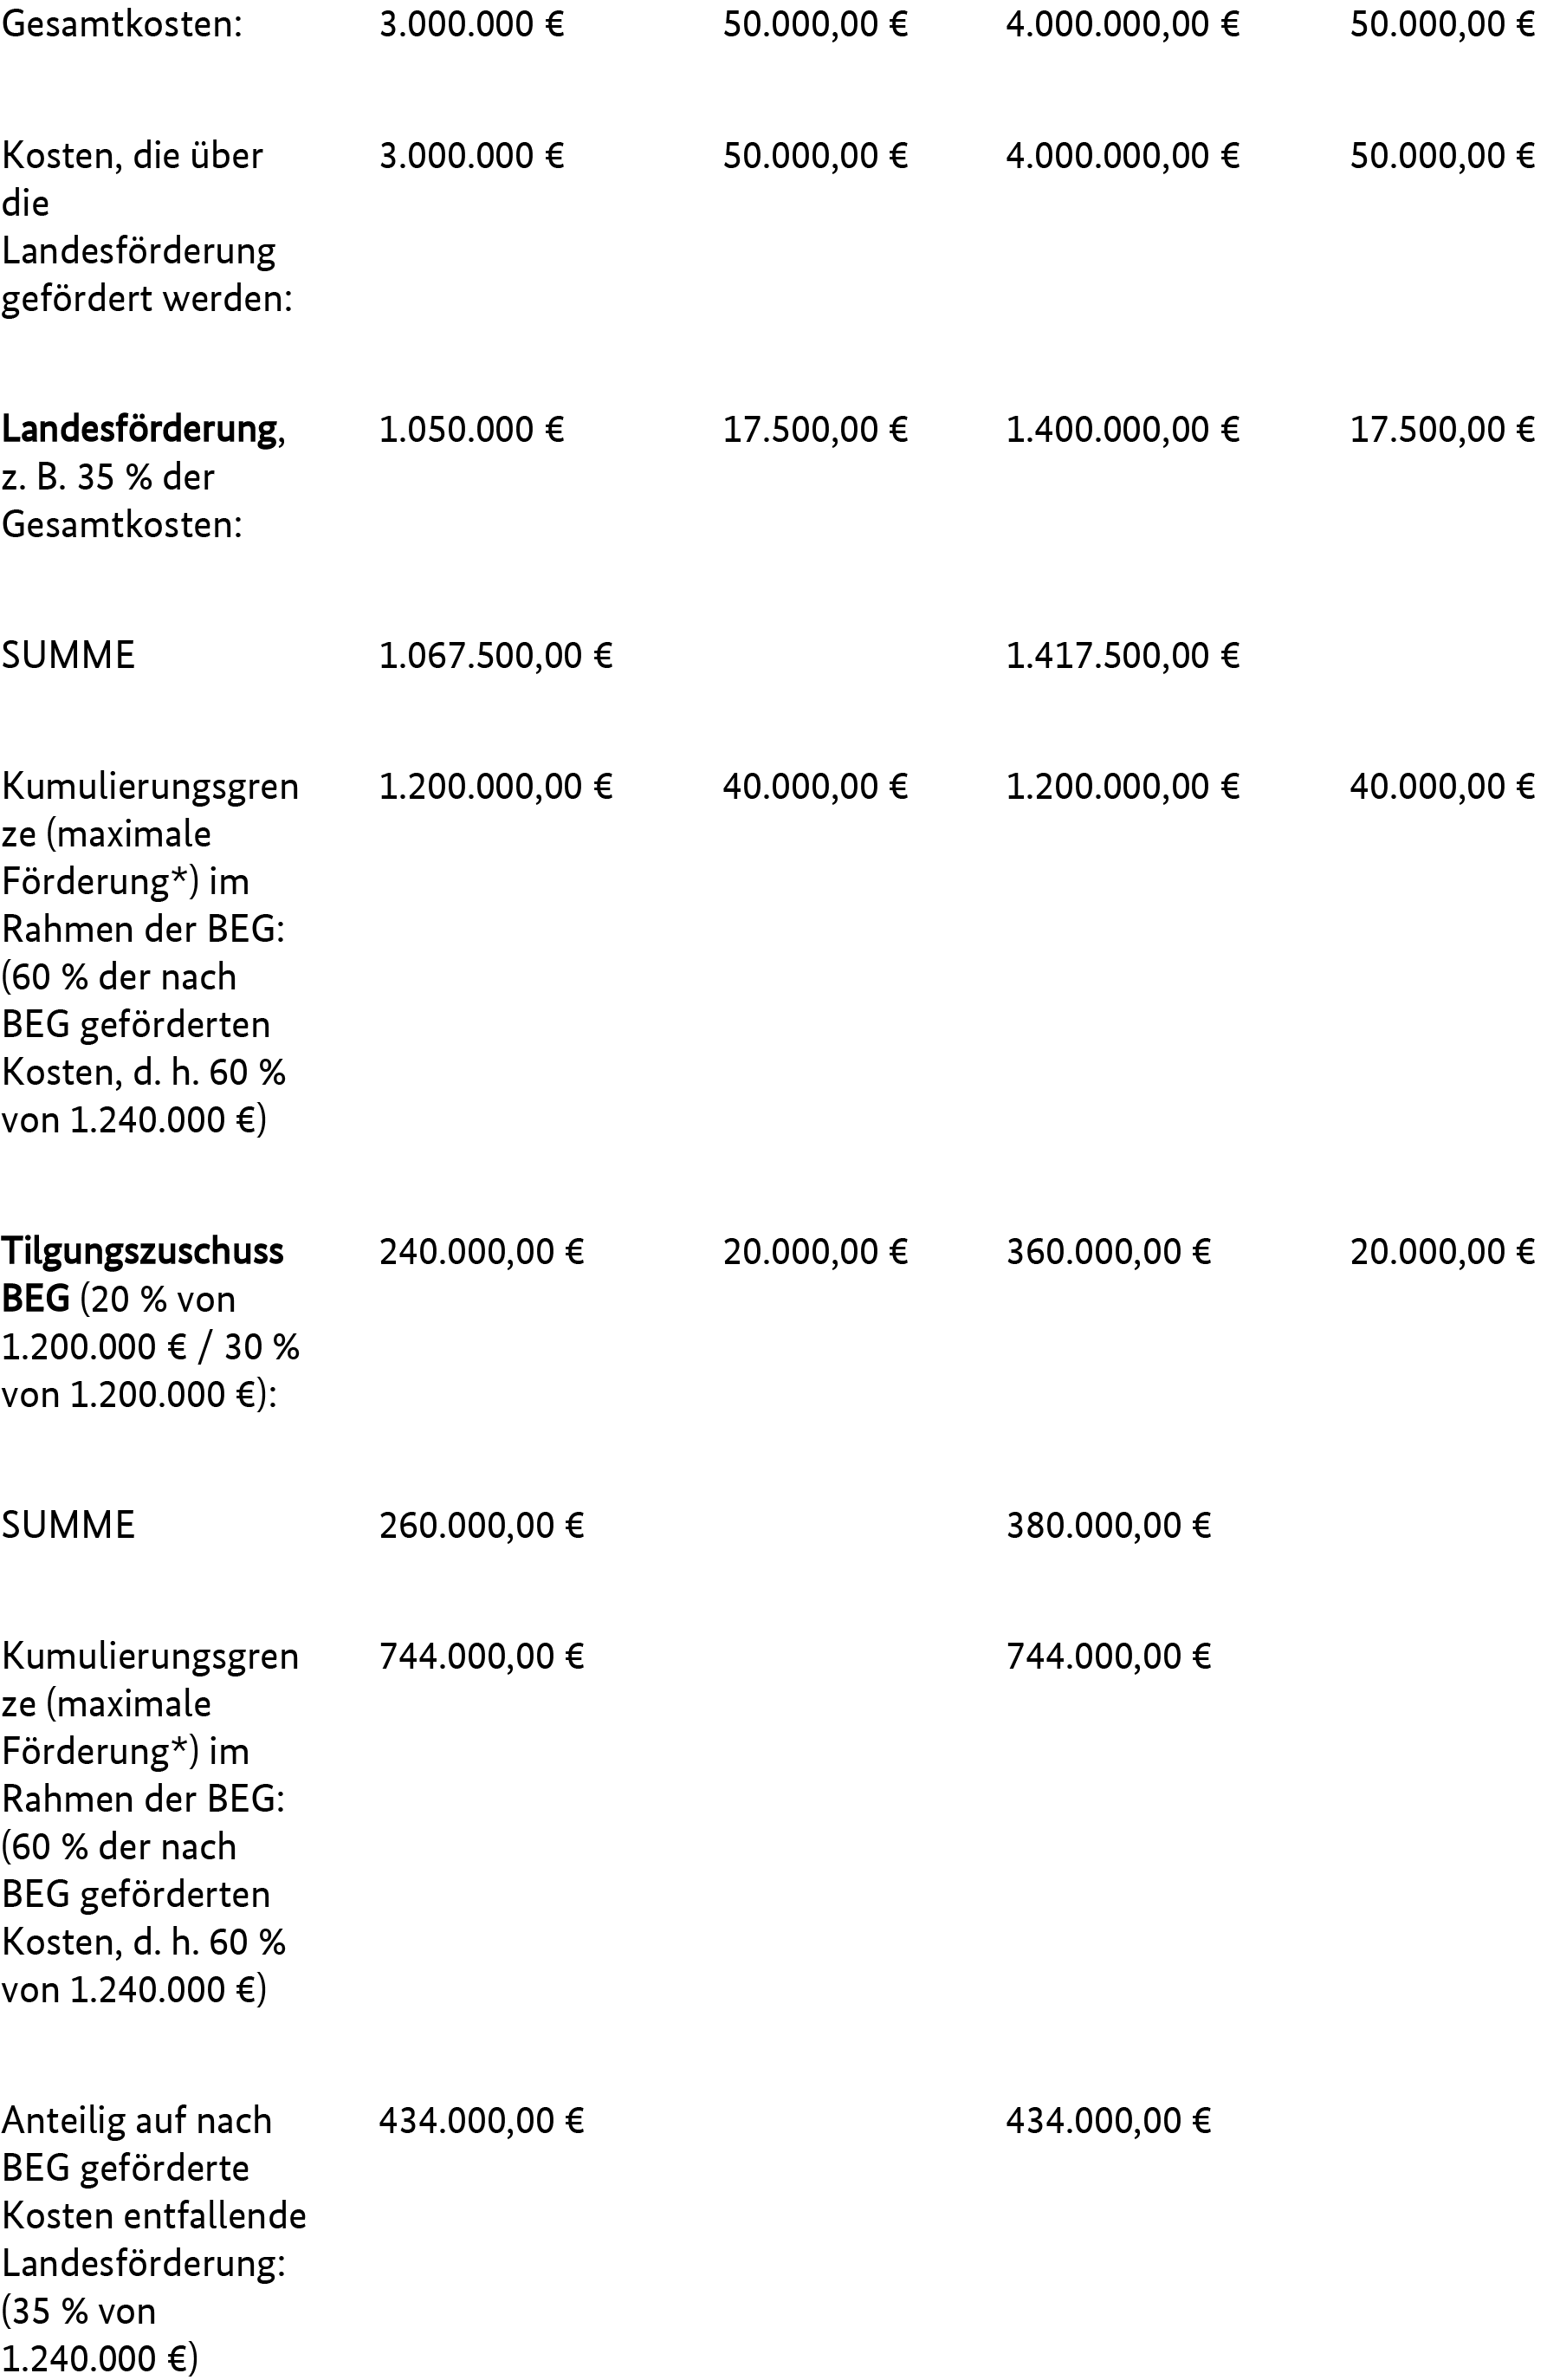 Gesamtkosten: 3.000.000 € 50.000,00 € 4.000.000,00 € 50.000,00 €
Kosten, die über 3.000.000 € 50.000,00 € 4.000.000,00 € 50.000,00 €
die
Landesförderung
gefördert werden:
Landesförderung, 1.050.000 € 17.500,00 € 1.400.000,00 € 17.500,00 €
z. B. 35 % der
Gesamtkosten:
SUMME 1.067.500,00 € 1.417.500,00 €
Kumulierungsgren 1.200.000,00 € 40.000,00 € 1.200.000,00 € 40.000,00 €
ze (maximale
Förderung*) im
Rahmen der BEG:
(60 % der nach
BEG geförderten
Kosten, d. h. 60 %
von 1.240.000 €)
Tilgungszuschuss 240.000,00 € 20.000,00 € 360.000,00 € 20.000,00 €
BEG (20 % von
1.200.000 € / 30 %
von 1.200.000 €):
SUMME 260.000,00 € 380.000,00 €
Kumulierungsgren 744.000,00 € 744.000,00 €
ze (maximale
Förderung*) im
Rahmen der BEG:
(60 % der nach
BEG geförderten
Kosten, d. h. 60 %
von 1.240.000 €)
Anteilig auf nach 434.000,00 € 434.000,00 €
BEG geförderte
Kosten entfallende
Landesförderung:
(35 % von
1.240.000 €)